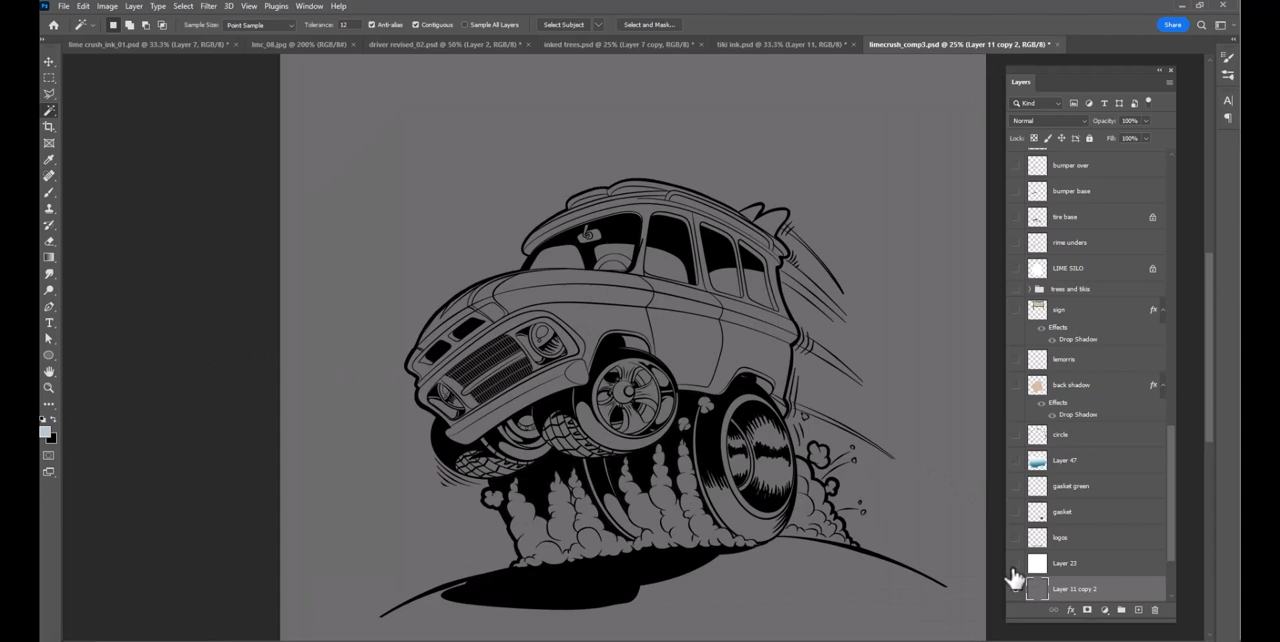 Ps File Edit Image Layer Type Select Filter 3D View Plugins Window Help
Sample Size: Point Sample Tolerance: 12 Anti-alias Contiguous Sample All Layers Select Subject Select and Mask... Share
lime crush_ink_01.psd @ 33.3% (Layer 7, RGB/8) * × lmc_08.jpg @ 200% (RGB/8#) × driver revised_02.psd @ 50% (Layer 2, RGB/8) * × inked trees.psd @ 25% (Layer 7 copy, RGB/8) * × tiki ink.psd @ 33.3% (Layer 11, RGB/8) * × limecrush_comp3.psd @ 25% (Layer 11 copy 2, RGB/8) * ×
Layers
Kind
Normal Opacity: 100%
Lock: Fill: 100%
bumper over
bumper base
tire base
rime unders
LIME SILO
trees and tikis
sign fx
Effects
Drop Shadow
lemorris
back shadow fx
Effects
Drop Shadow
circle
Layer 47
gasket green
gasket
logos
Layer 23
Layer 11 copy 2
fx